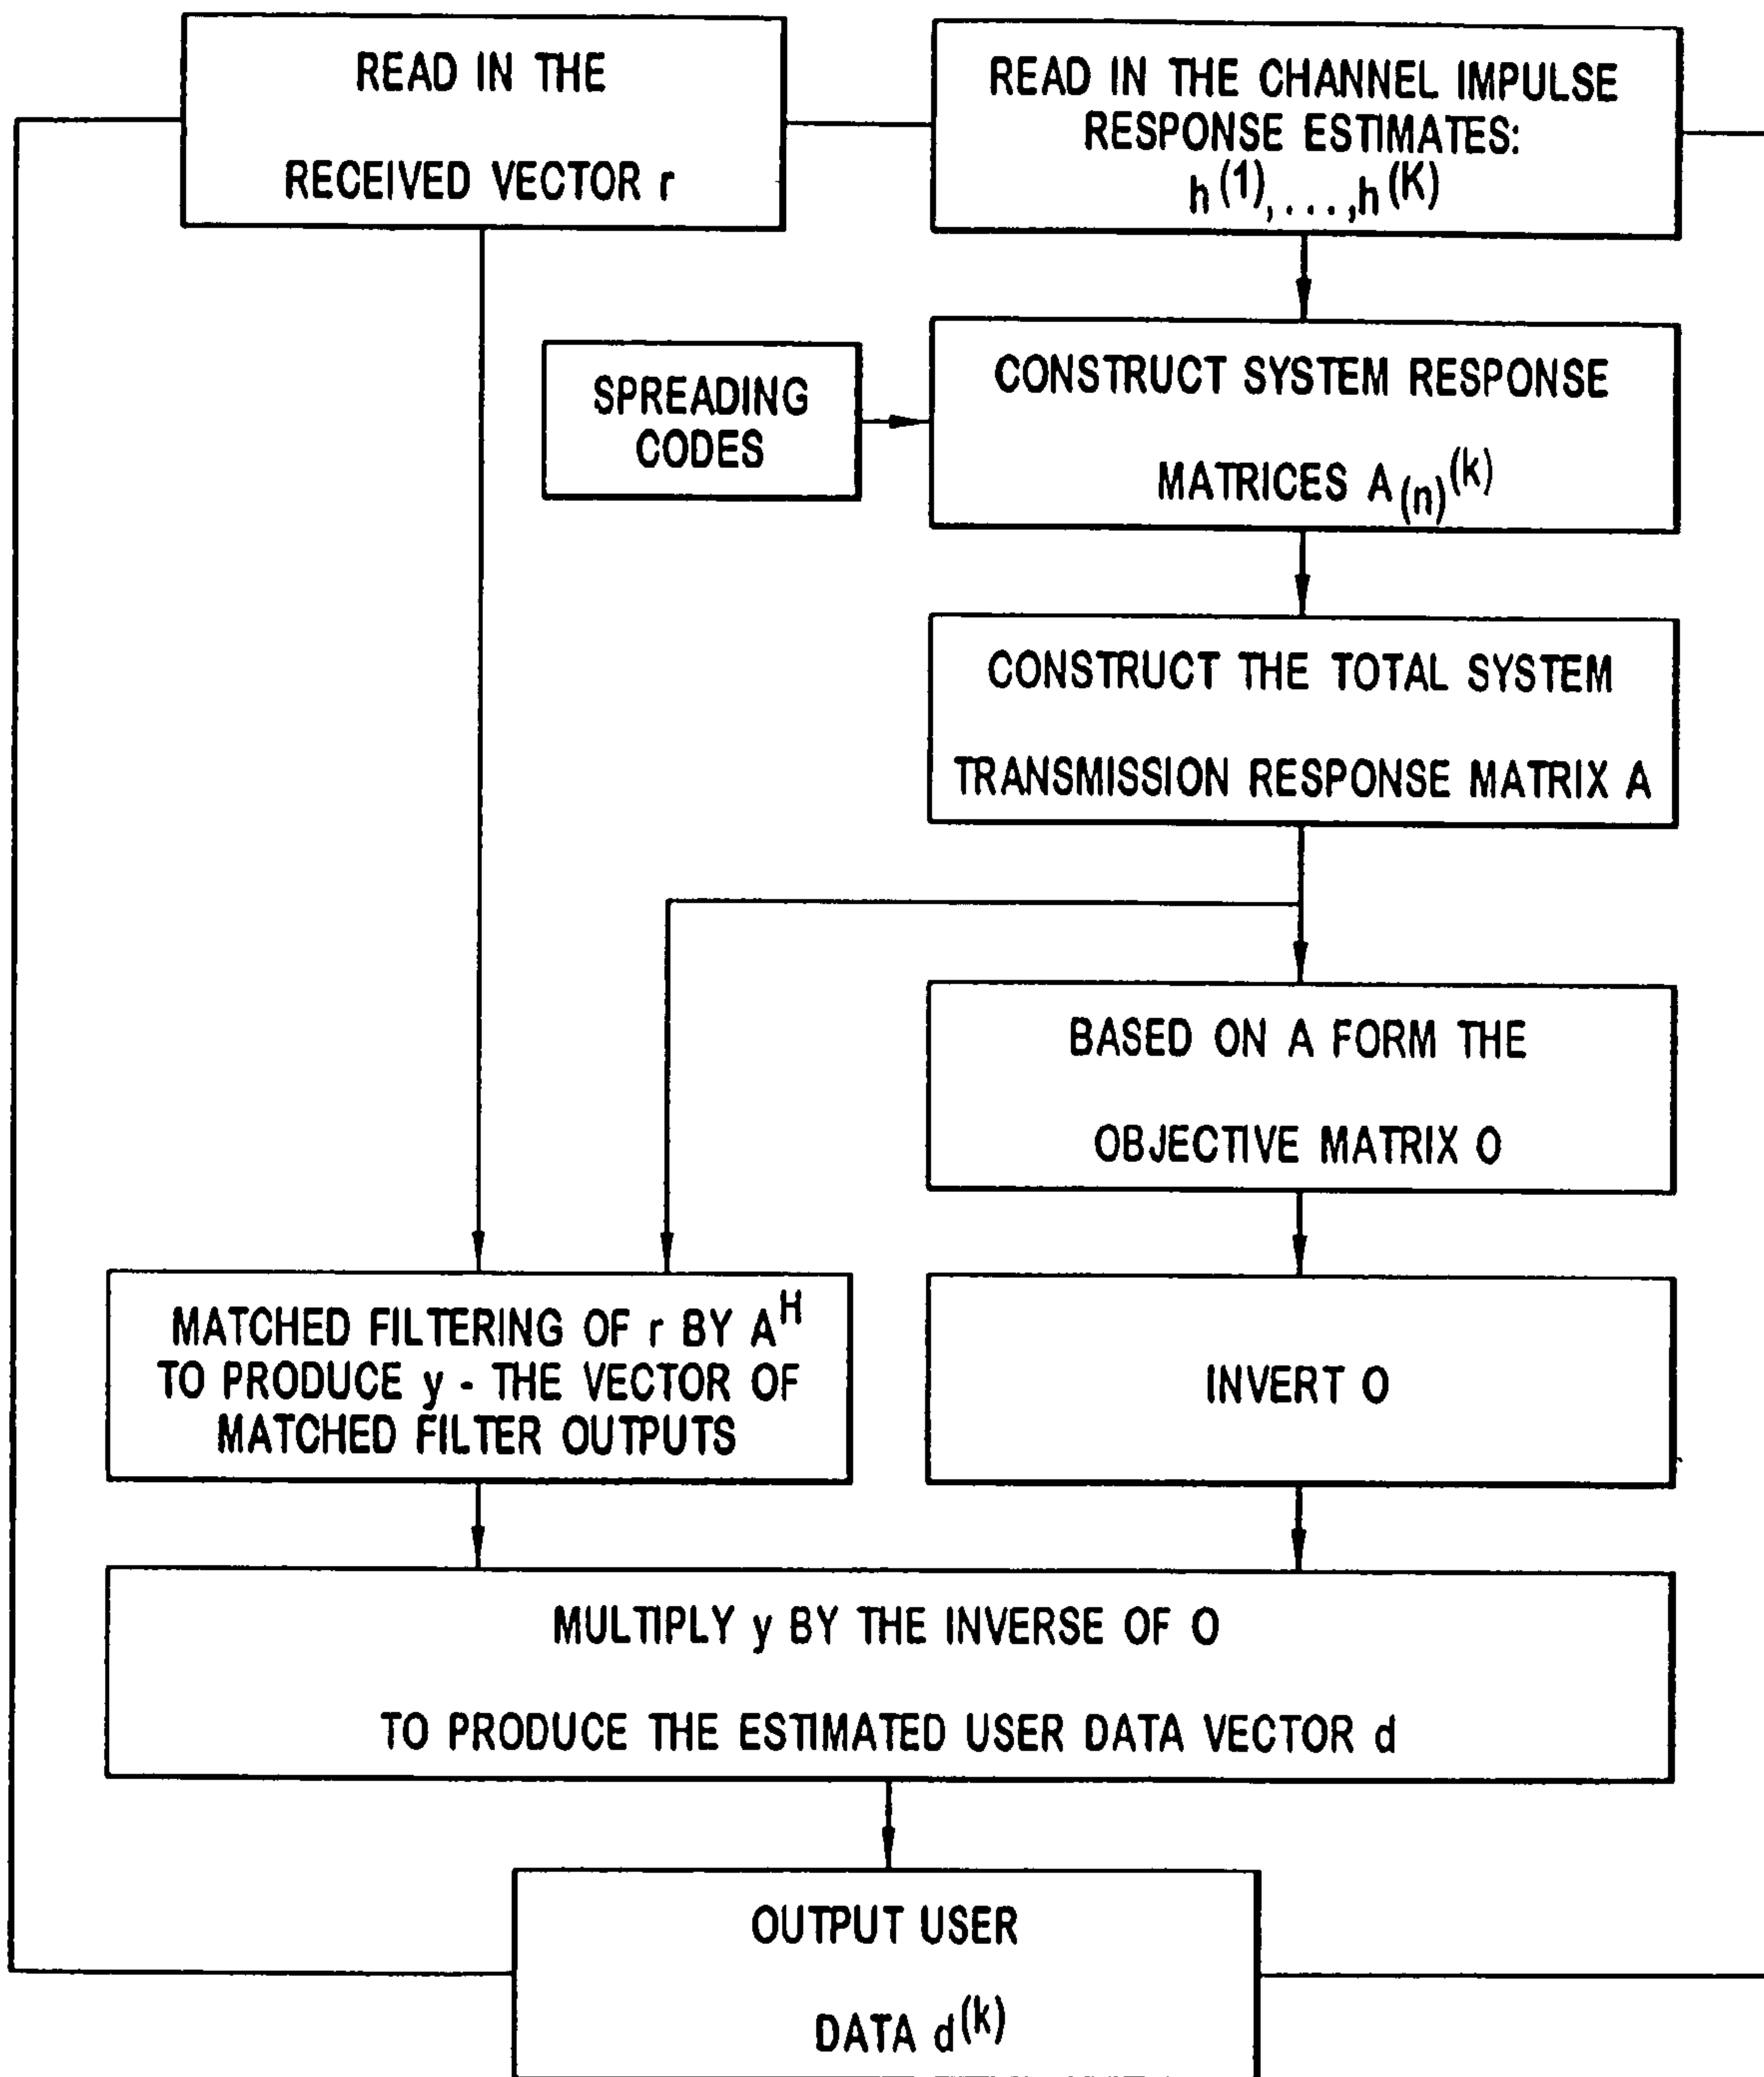 READ IN THE
RECEIVED VECTOR r
READ IN THE CHANNEL IMPULSE
RESPONSE ESTIMATES:
h^(1),...,h^(K)
SPREADING
CODES
CONSTRUCT SYSTEM RESPONSE
MATRICES A_(n)^(k)
CONSTRUCT THE TOTAL SYSTEM
TRANSMISSION RESPONSE MATRIX A
BASED ON A FORM THE
OBJECTIVE MATRIX O
MATCHED FILTERING OF r BY A^H
TO PRODUCE y - THE VECTOR OF
MATCHED FILTER OUTPUTS
INVERT O
MULTIPLY y BY THE INVERSE OF O
TO PRODUCE THE ESTIMATED USER DATA VECTOR d
OUTPUT USER
DATA d^(k)